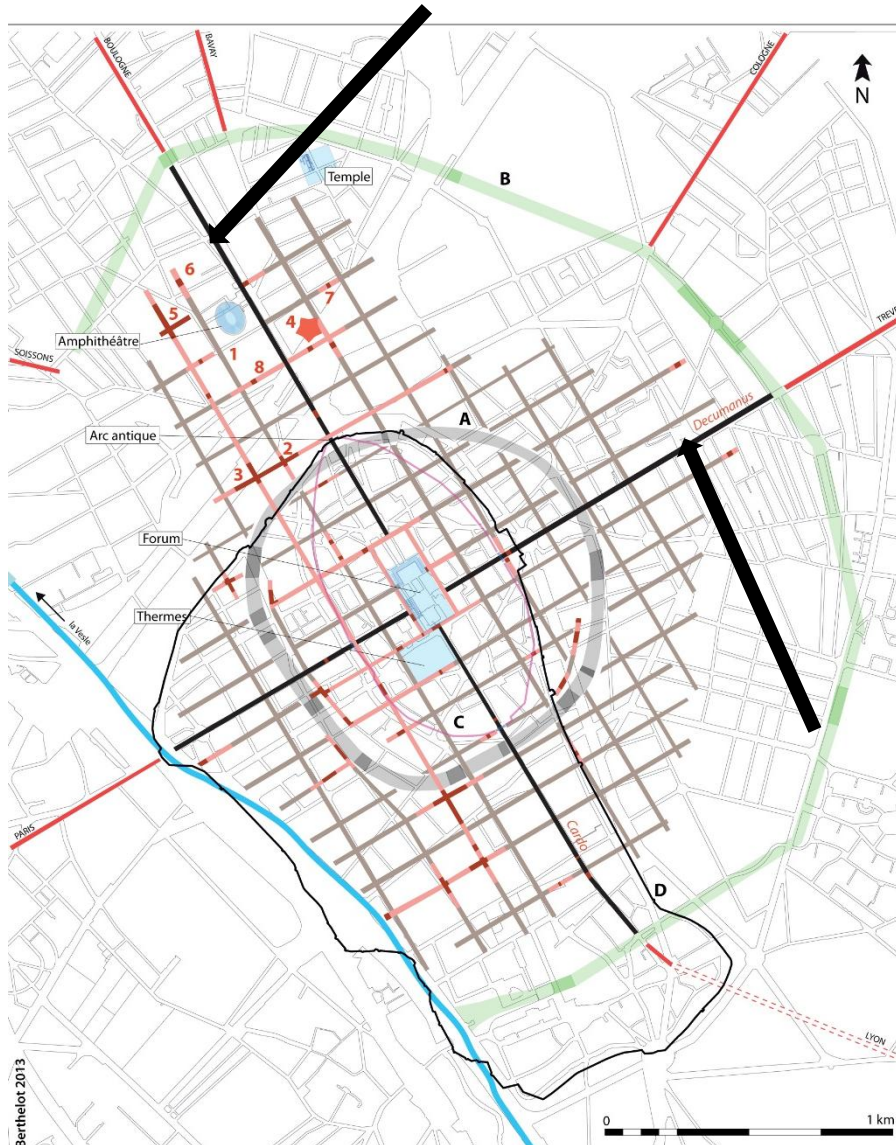 BOULOGNE
BAVAY
COLOGNE
N
Temple
B
6
7
5
4
Amphithéâtre
1
SOISSONS
8
TREVE
Decumanus
A
Arc antique
2
3
Forum
la Vesle
Thermes
C
PARIS
Cardo
D
LYON
Berthelot 2013
0
1 km